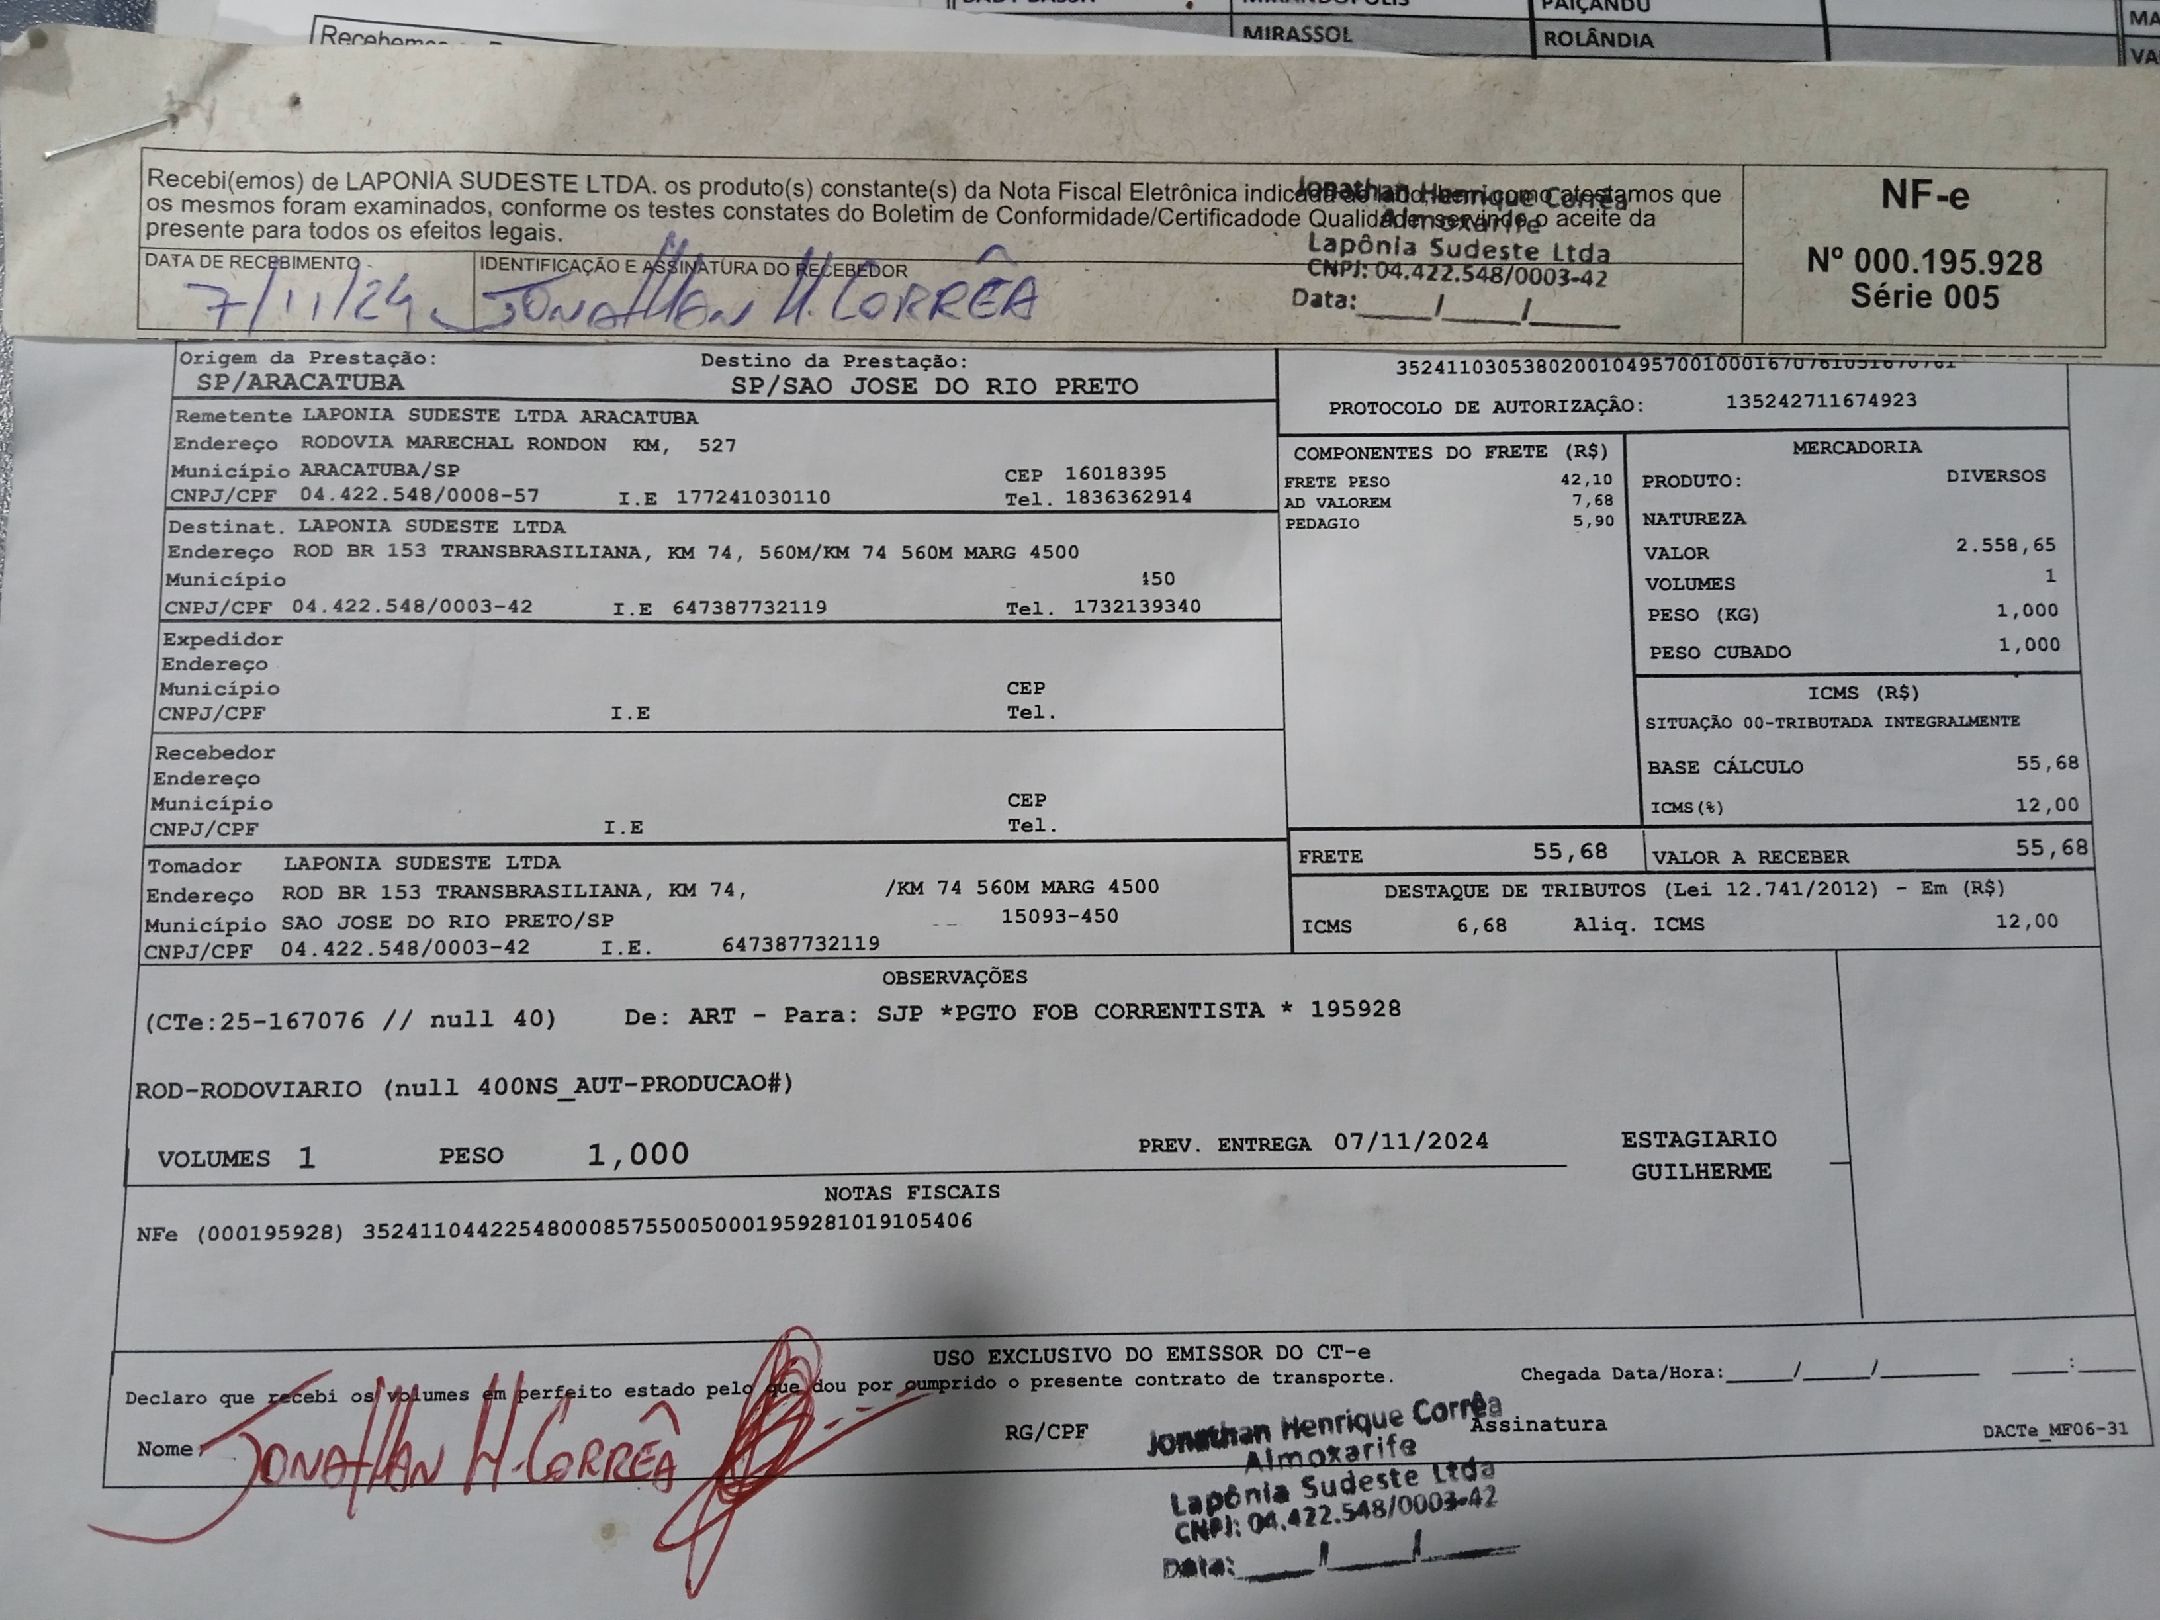 MIRASSOL
ROLÂNDIA
Recebi(emos) de LAPONIA SUDESTE LTDA. os produto(s) constante(s) da Nota Fiscal Eletrônica indicada ao lado, bem como atestamos que
os mesmos foram examinados, conforme os testes constates do Boletim de Conformidade/Certificadode Qualidade, servindo o aceite da
presente para todos os efeitos legais.
Jonathan Henrique Corrêa
Almoxarife
Lapônia Sudeste Ltda
CNPJ: 04.422.548/0003-42
Data:___/___/___
NF-e
Nº 000.195.928
Série 005
DATA DE RECEBIMENTO
IDENTIFICAÇÃO E ASSINATURA DO RECEBEDOR
7/11/24 JONATHAN H. CORRÊA
Origem da Prestação: Destino da Prestação:
SP/ARACATUBA SP/SAO JOSE DO RIO PRETO
PROTOCOLO DE AUTORIZAÇÃO: 135242711674923
Remetente LAPONIA SUDESTE LTDA ARACATUBA
Endereço RODOVIA MARECHAL RONDON KM, 527
Município ARACATUBA/SP CEP 16018395
CNPJ/CPF 04.422.548/0008-57 I.E 177241030110 Tel. 1836362914
Destinat. LAPONIA SUDESTE LTDA
Endereço ROD BR 153 TRANSBRASILIANA, KM 74, 560M/KM 74 560M MARG 4500
Município 450
CNPJ/CPF 04.422.548/0003-42 I.E 647387732119 Tel. 1732139340
Expedidor
Endereço
Município CEP
CNPJ/CPF I.E Tel.
Recebedor
Endereço
Município CEP
CNPJ/CPF I.E Tel.
Tomador LAPONIA SUDESTE LTDA
Endereço ROD BR 153 TRANSBRASILIANA, KM 74, /KM 74 560M MARG 4500
Município SAO JOSE DO RIO PRETO/SP 15093-450
CNPJ/CPF 04.422.548/0003-42 I.E. 647387732119
COMPONENTES DO FRETE (R$)
FRETE PESO 42,10
AD VALOREM 7,68
PEDAGIO 5,90
MERCADORIA
PRODUTO: DIVERSOS
NATUREZA
VALOR 2.558,65
VOLUMES 1
PESO (KG) 1,000
PESO CUBADO 1,000
ICMS (R$)
SITUAÇÃO 00-TRIBUTADA INTEGRALMENTE
BASE CÁLCULO 55,68
ICMS(%) 12,00
FRETE 55,68 VALOR A RECEBER 55,68
DESTAQUE DE TRIBUTOS (Lei 12.741/2012) - Em (R$)
ICMS 6,68 Aliq. ICMS 12,00
OBSERVAÇÕES
(CTe:25-167076 // null 40) De: ART - Para: SJP *PGTO FOB CORRENTISTA * 195928
ROD-RODOVIARIO (null 400NS_AUT-PRODUCAO#)
VOLUMES 1 PESO 1,000 PREV. ENTREGA 07/11/2024
ESTAGIARIO
GUILHERME
NOTAS FISCAIS
NFe (000195928) 35241104422548000857550050001959281019105406
USO EXCLUSIVO DO EMISSOR DO CT-e
Declaro que recebi os volumes em perfeito estado pelo que dou por cumprido o presente contrato de transporte.
Chegada Data/Hora:____/____/______ ___:____
Nome: JONATHAN H. CORRÊA
RG/CPF
Assinatura
DACTe_MF06-31
Jonathan Henrique Corrêa
Almoxarife
Lapônia Sudeste Ltda
CNPJ: 04.422.548/0003-42
Data:___/___/___